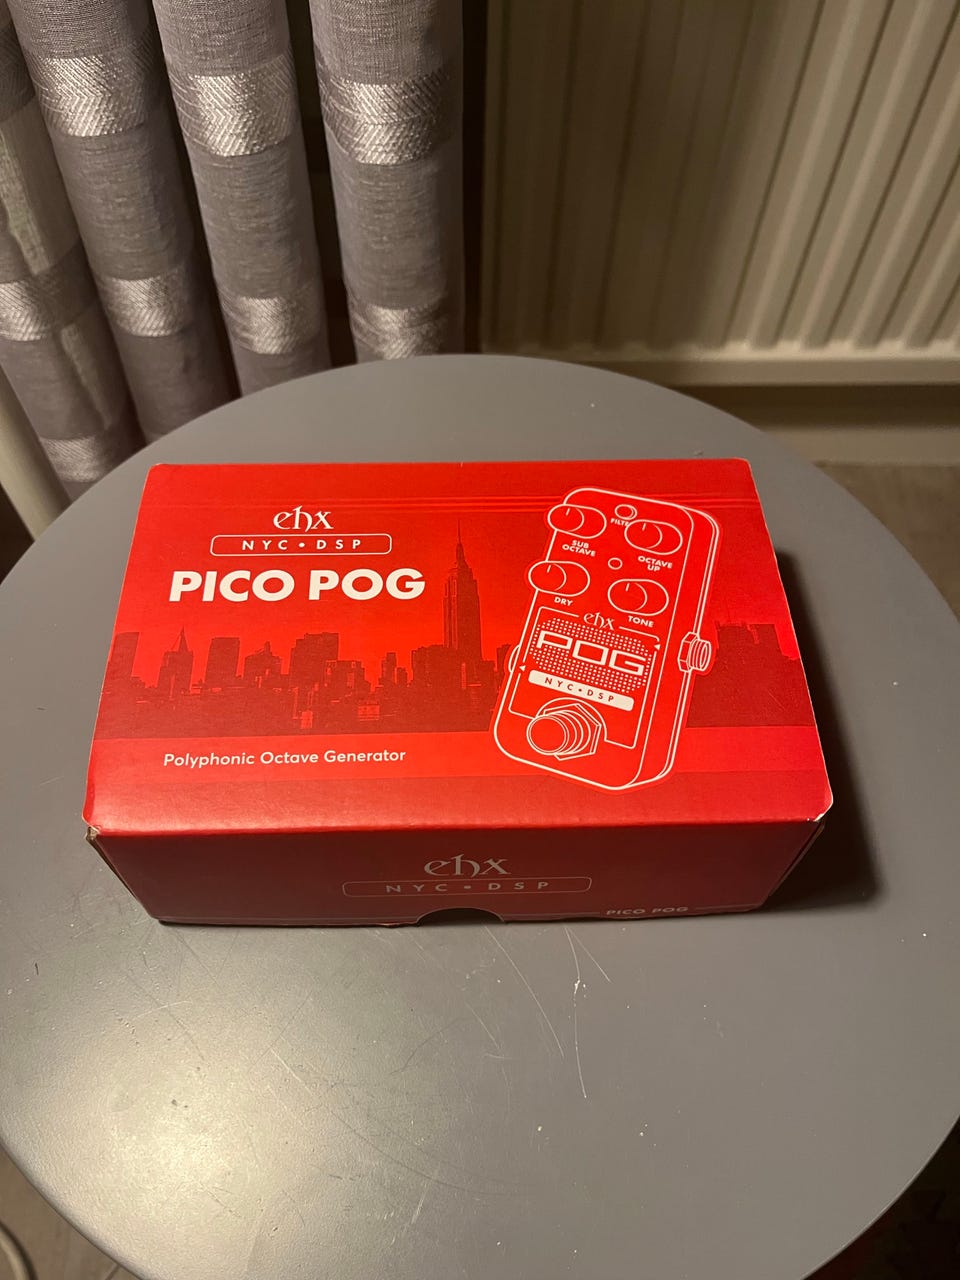 ehx
NYC • DSP
PICO POG
Polyphonic Octave Generator
FILTER
SUB
OCTAVE
OCTAVE
UP
DRY
TONE
ehx
POG
NYC•DSP
ehx
NYC • DSP
PICO POG